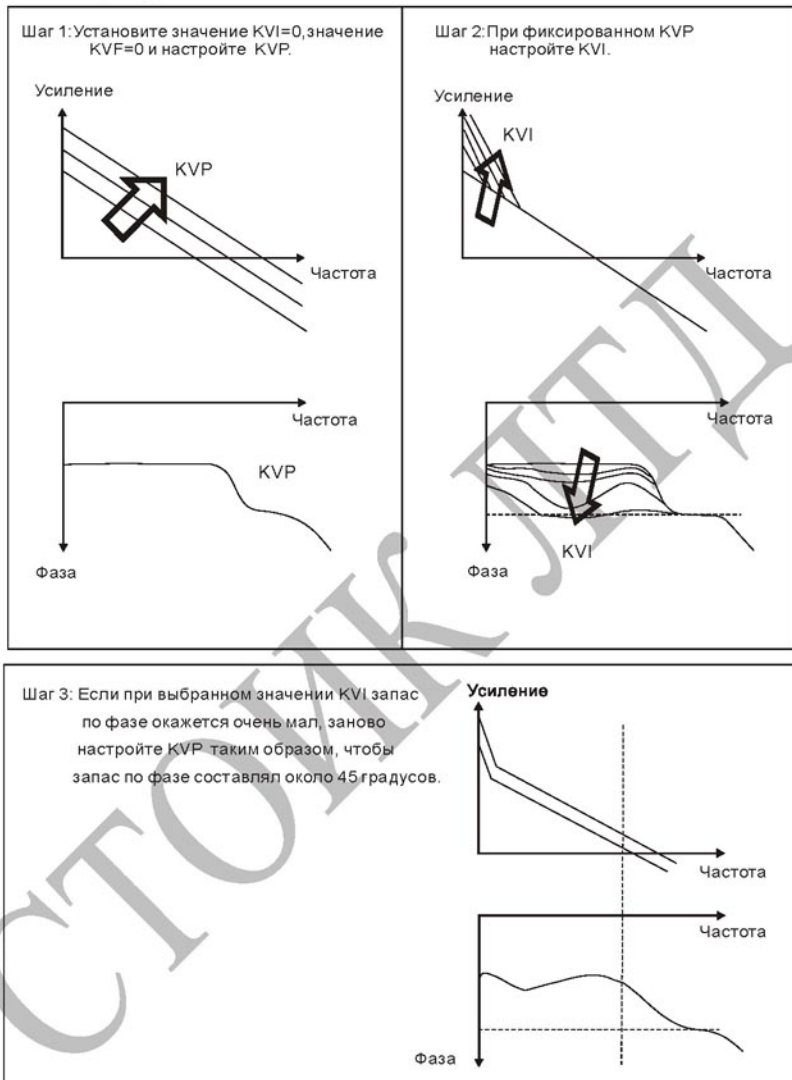 Шаг 1:Установите значение KVI=0,значение
KVF=0 и настройте KVP.
Усиление
KVP
Частота
Частота
KVP
Фаза
Шаг 2:При фиксированном KVP
настройте KVI.
Усиление
KVI
Частота
Частота
KVI
Фаза
Шаг 3: Если при выбранном значении KVI запас
по фазе окажется очень мал, заново
настройте KVP таким образом, чтобы
запас по фазе составлял около 45 градусов.
Усиление
Частота
Частота
Фаза
СТОИК ЛТД